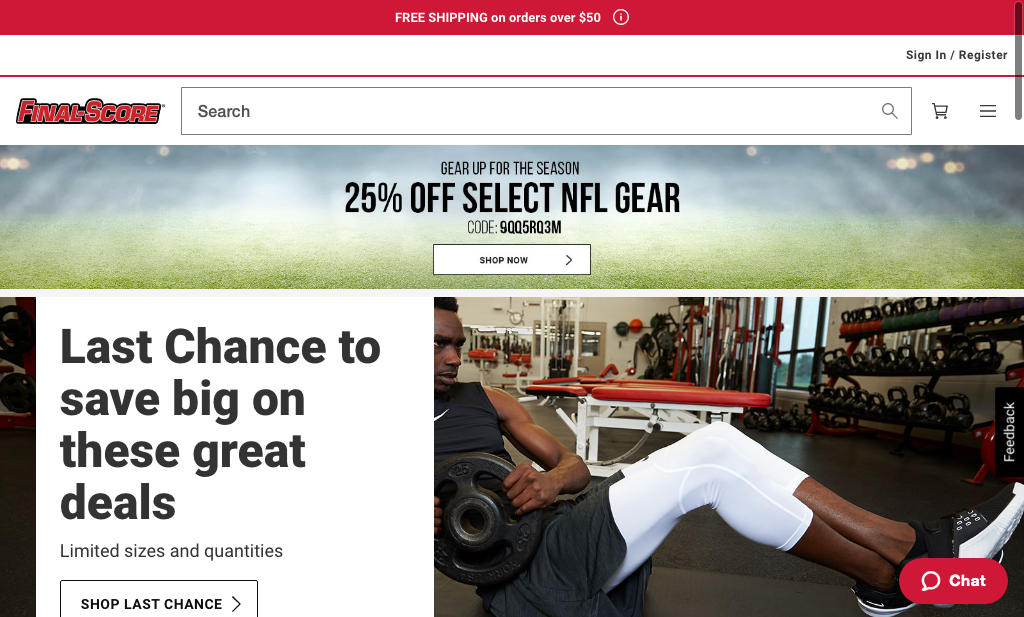 FREE SHIPPING on orders over $50
Sign In / Register
FINAL-SCORE
Search
GEAR UP FOR THE SEASON
25% OFF SELECT NFL GEAR
CODE: 9QQ5RQ3M
SHOP NOW
Last Chance to
save big on
these great
deals
Limited sizes and quantities
SHOP LAST CHANCE
25
Feedback
Chat